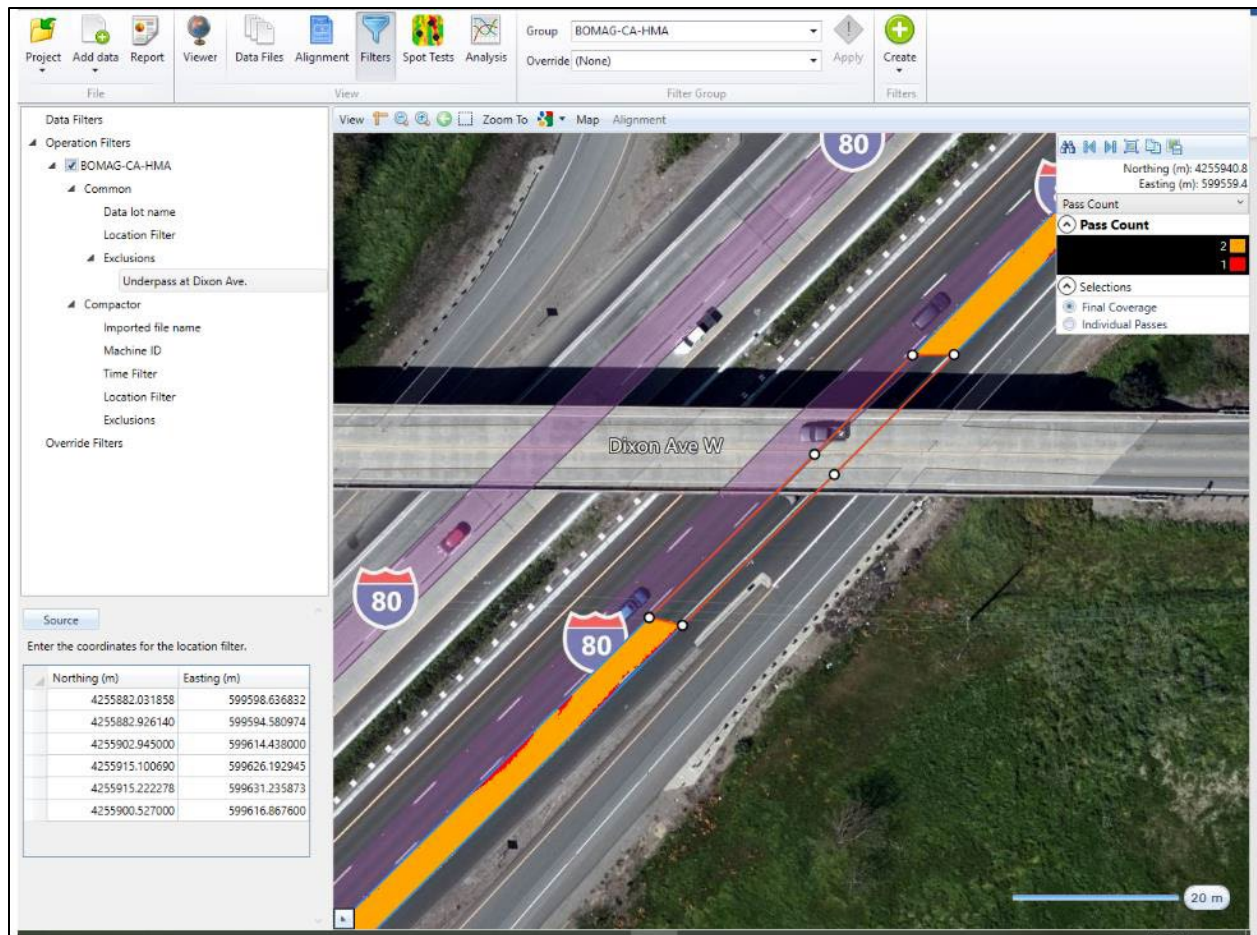 Group BOMAG-CA-HMA
Project Add data Report Viewer Data Files Alignment Filters Spot Tests Analysis Override (None) Apply Create
File View Filter Group Filters
Data Filters
Operation Filters
BOMAG-CA-HMA
Common
Data lot name
Location Filter
Exclusions
Underpass at Dixon Ave.
Compactor
Imported file name
Machine ID
Time Filter
Location Filter
Exclusions
Override Filters
Source
Enter the coordinates for the location filter.
Northing (m) Easting (m)
4255882.031858 599598.636832
4255882.926140 599594.580974
4255902.945000 599614.438000
4255915.100690 599626.192945
4255915.222278 599631.235873
4255900.527000 599616.867600
View Zoom To Map Alignment
80
Northing (m): 4255940.8
Easting (m): 599559.4
Pass Count
Pass Count
2
1
Selections
Final Coverage
Individual Passes
Dixon Ave W
80
80
20 m